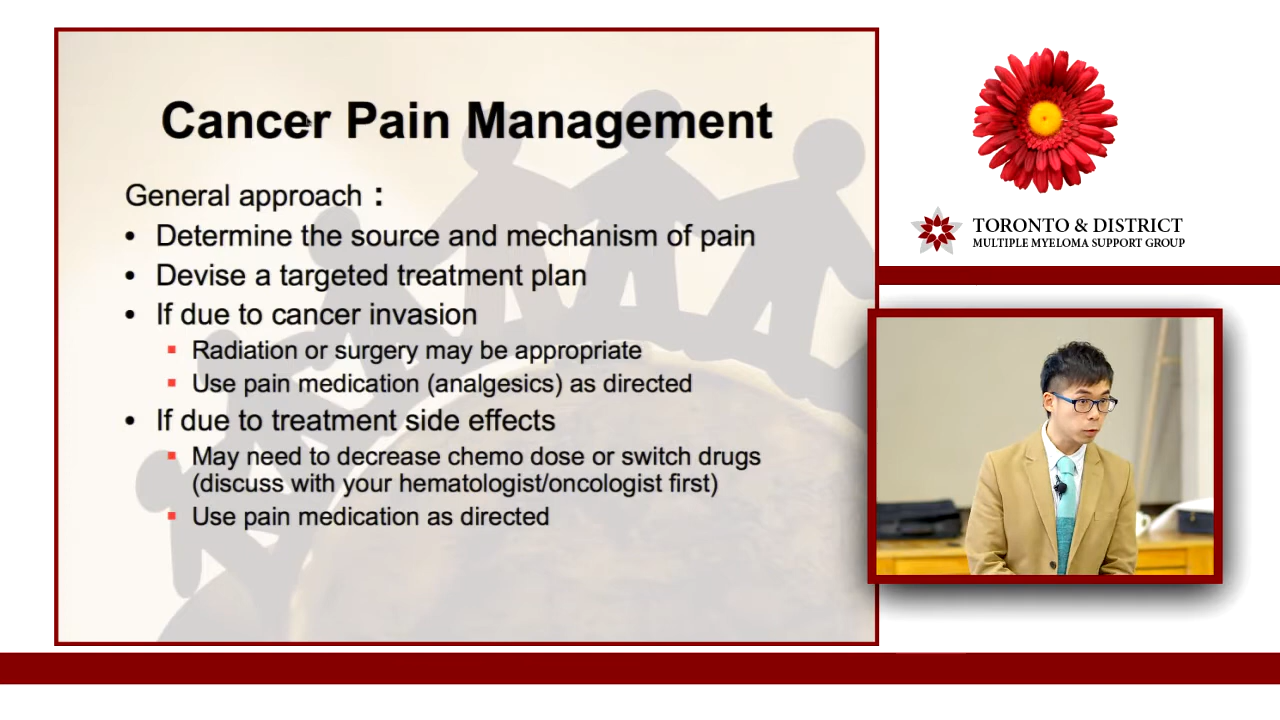 Cancer Pain Management
General approach :
• Determine the source and mechanism of pain
• Devise a targeted treatment plan
• If due to cancer invasion
▪ Radiation or surgery may be appropriate
▪ Use pain medication (analgesics) as directed
• If due to treatment side effects
▪ May need to decrease chemo dose or switch drugs
(discuss with your hematologist/oncologist first)
▪ Use pain medication as directed
TORONTO & DISTRICT
MULTIPLE MYELOMA SUPPORT GROUP